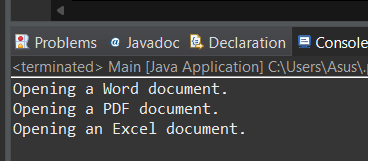 Problems Javadoc Declaration Console
<terminated> Main [Java Application] C:\Users\Asus\.
Opening a Word document.
Opening a PDF document.
Opening an Excel document.